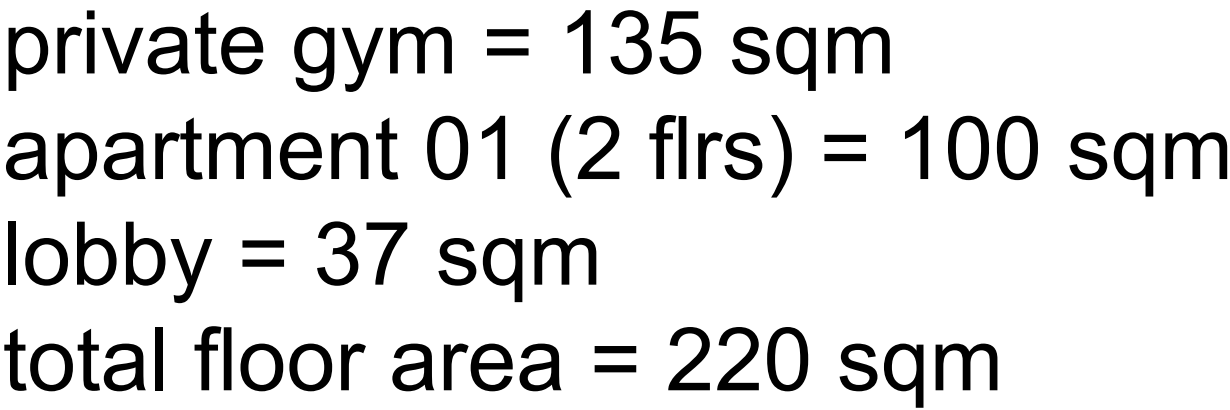 private gym = 135 sqm
apartment 01 (2 flrs) = 100 sqm
lobby = 37 sqm
total floor area = 220 sqm